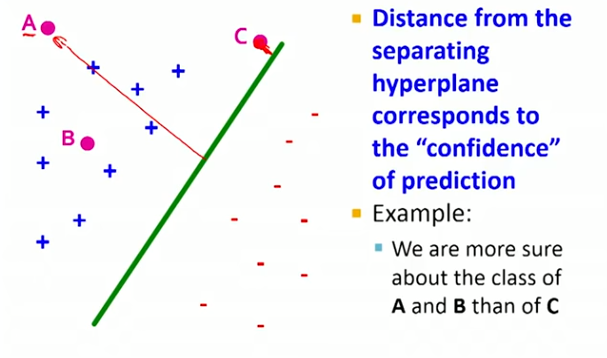 A
C
B
Distance from the
separating
hyperplane
corresponds to
the “confidence”
of prediction
Example:
We are more sure
about the class of
A and B than of C